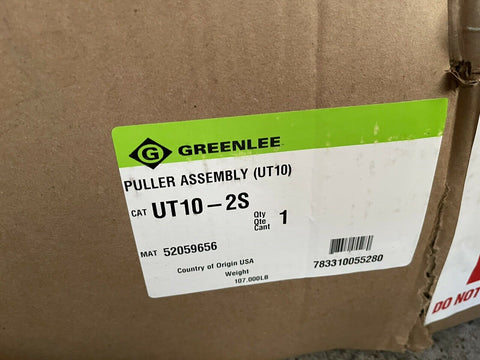 G GREENLEE
PULLER ASSEMBLY (UT10)
CAT UT10-2S
Qty
Qte
Cant 1
MAT 52059656
Country of Origin USA
Weight
107.000LB
783310055280
DO NOT